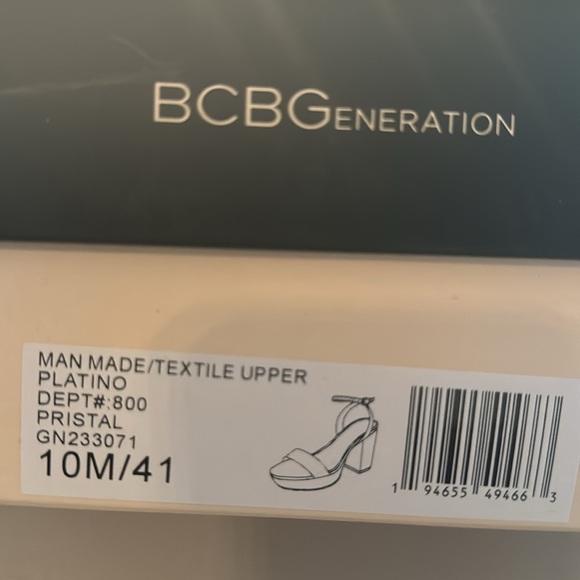 BCBGENERATION
MAN MADE/TEXTILE UPPER
PLATINO
DEPT#:800
PRISTAL
GN233071
10M/41
1 94655 49466 3